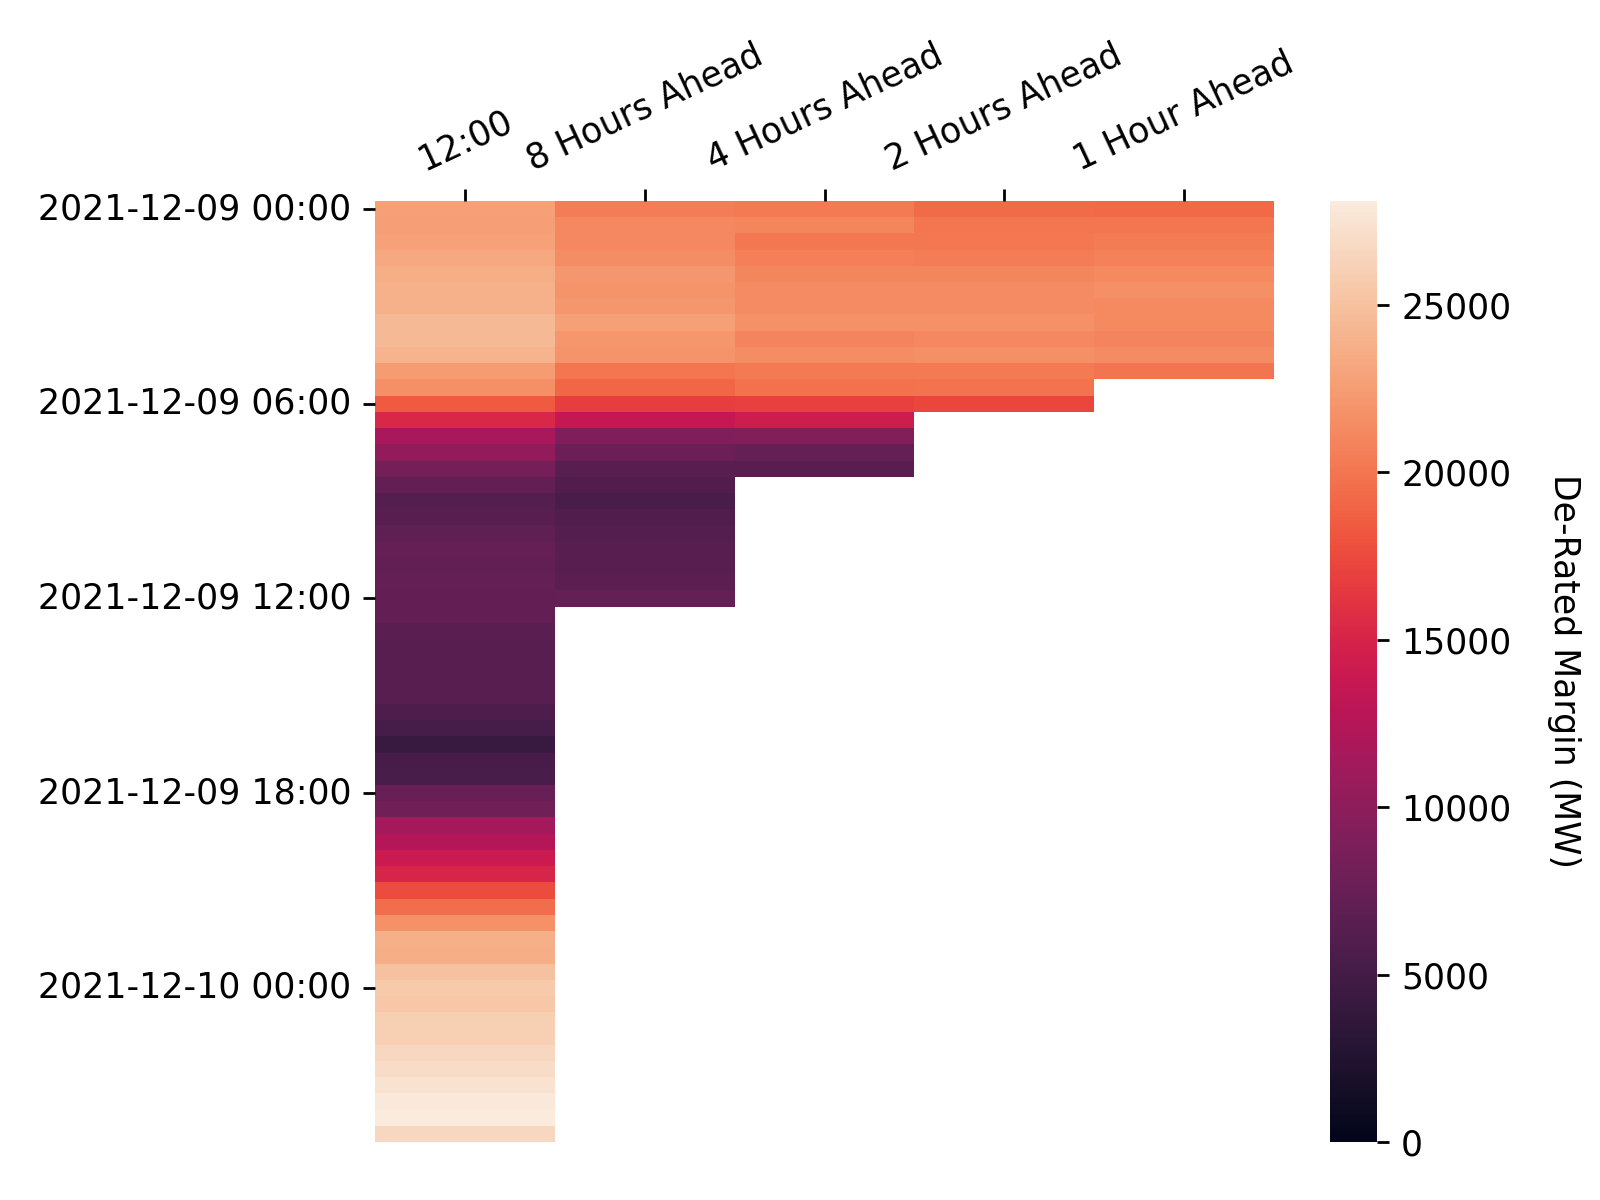 12:00
8 Hours Ahead
4 Hours Ahead
2 Hours Ahead
1 Hour Ahead
2021-12-09 00:00
2021-12-09 06:00
2021-12-09 12:00
2021-12-09 18:00
2021-12-10 00:00
25000
20000
15000
10000
5000
0
De-Rated Margin (MW)